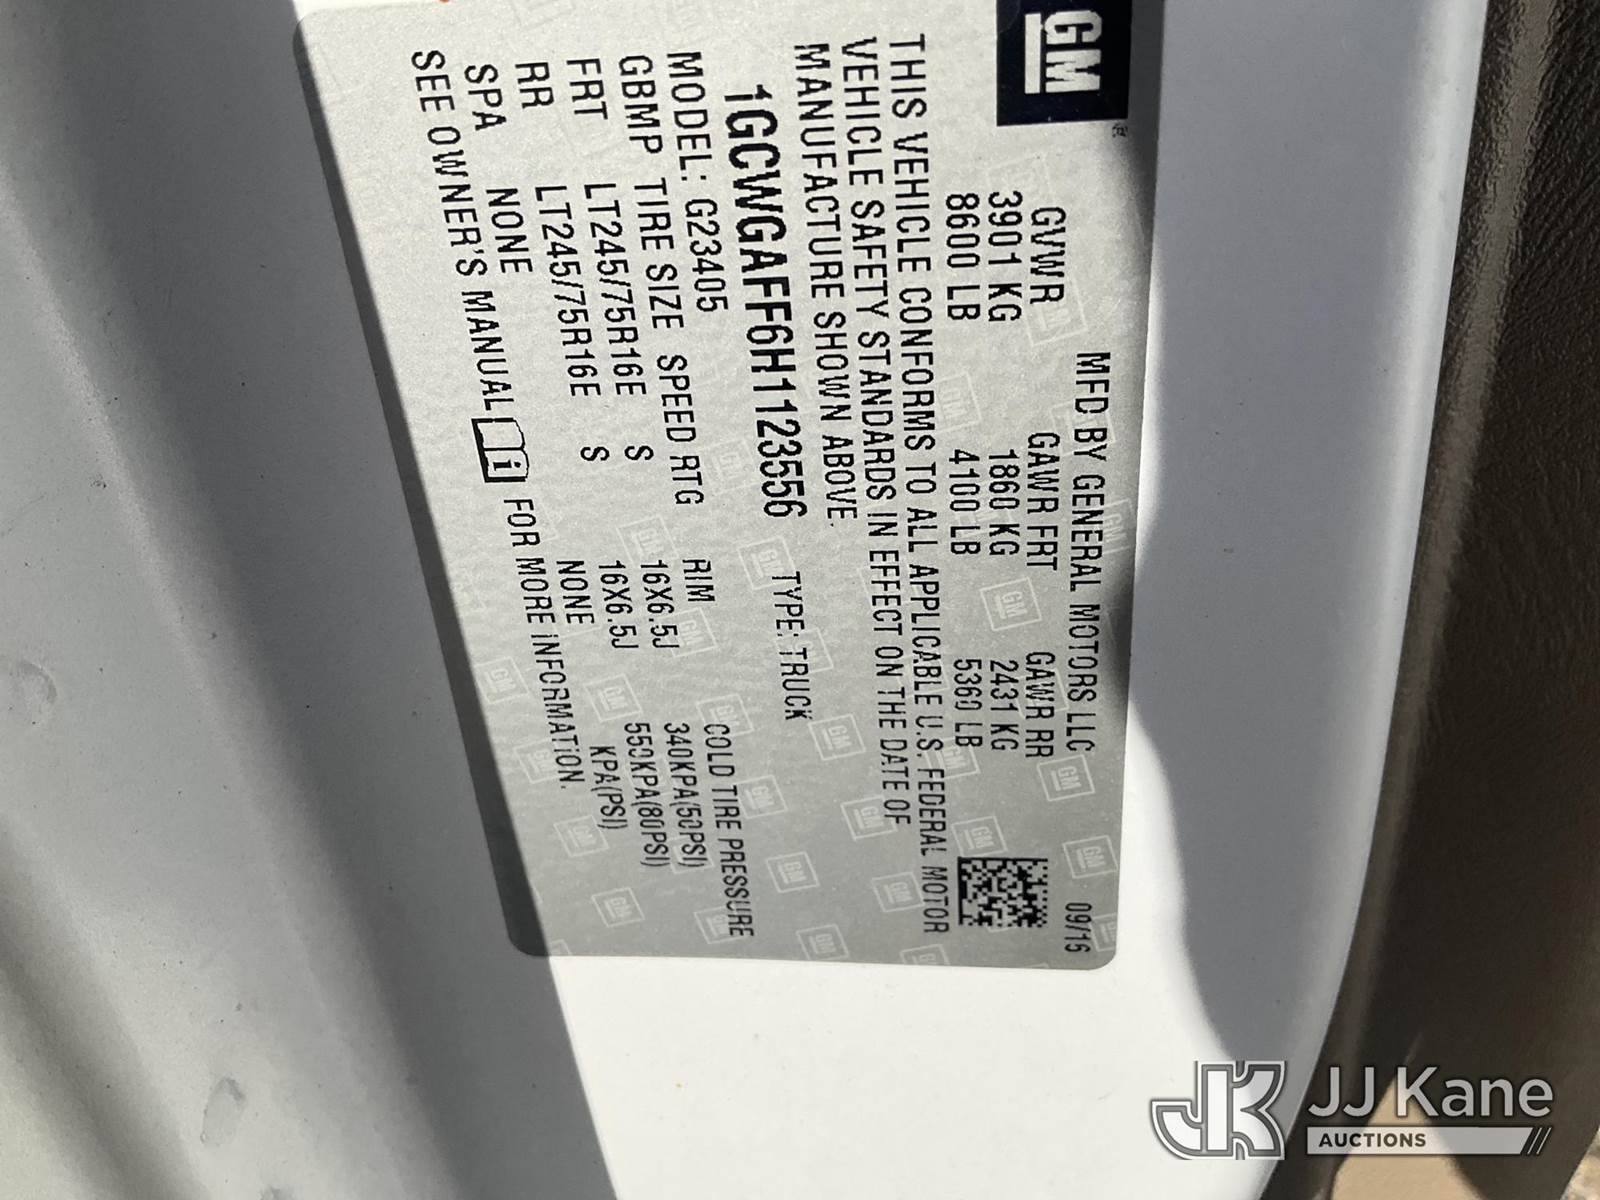 GM
MFD BY GENERAL MOTORS LLC 09/16
GVWR GAWR FRT GAWR RR
3901 KG 1860 KG 2431 KG
8600 LB 4100 LB 5360 LB
THIS VEHICLE CONFORMS TO ALL APPLICABLE U.S. FEDERAL MOTOR
VEHICLE SAFETY STANDARDS IN EFFECT ON THE DATE OF
MANUFACTURE SHOWN ABOVE.
1GCWGAFF6H1123556 TYPE: TRUCK
MODEL: G23405
GBMP TIRE SIZE SPEED RTG RIM COLD TIRE PRESSURE
FRT LT245/75R16E S 16X6.5J 340KPA(50PSI)
RR LT245/75R16E S 16X6.5J 550KPA(80PSI)
SPA NONE NONE KPA(PSI)
SEE OWNER'S MANUAL i FOR MORE INFORMATION.
JJ Kane
AUCTIONS